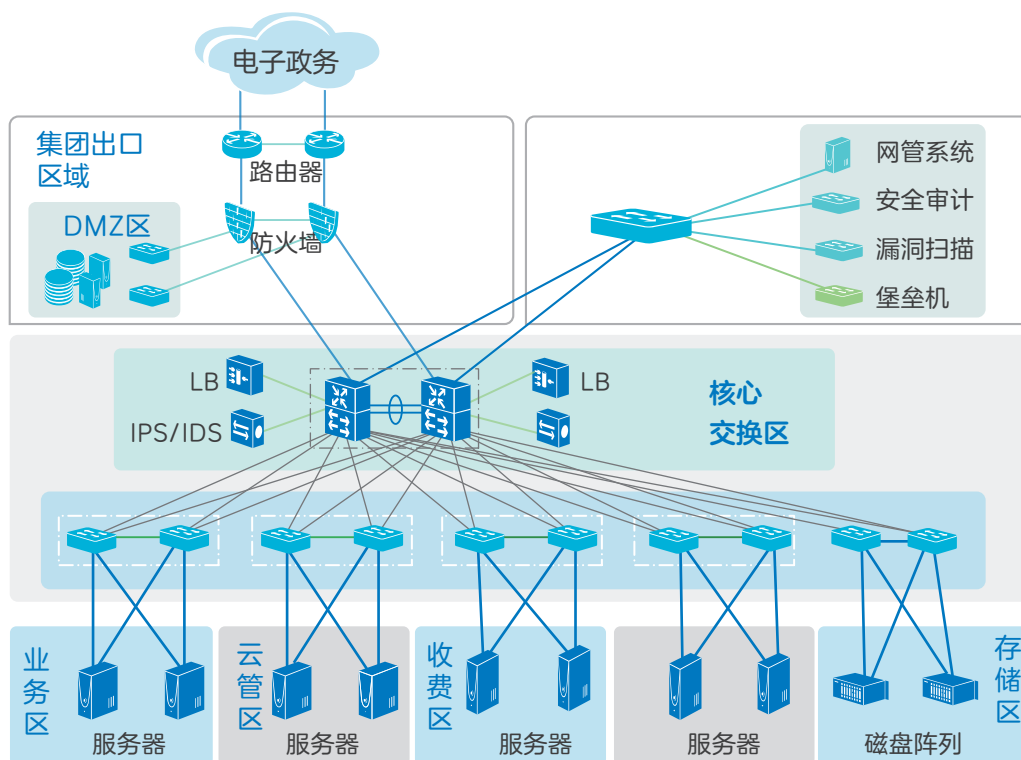 电子政务
集团出口
区域
路由器
DMZ区
防火墙
网管系统
安全审计
漏洞扫描
堡垒机
LB
LB
IPS/IDS
核心
交换区
业务区
服务器
云管区
服务器
收费区
服务器
服务器
存储区
磁盘阵列